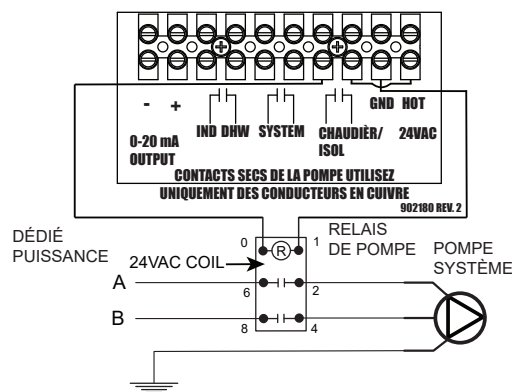 - +
IND DHW SYSTEM CHAUDIÈR/
ISOL
GND HOT
24VAC
0-20 mA
OUTPUT
CONTACTS SECS DE LA POMPE UTILISEZ
UNIQUEMENT DES CONDUCTEURS EN CUIVRE
902180 REV. 2
DÉDIÉ
PUISSANCE
0 R 1
RELAIS
DE POMPE
24VAC COIL
POMPE
SYSTÈME
A
6 2
B
8 4